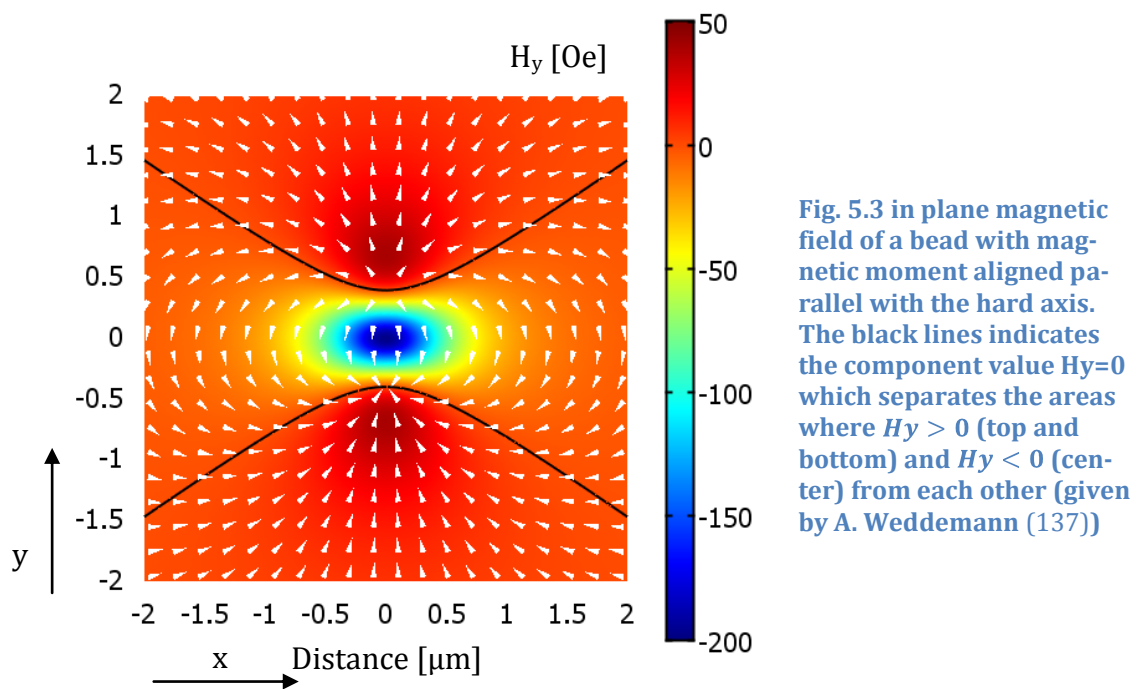 H_y [Oe]
50
0
-50
-100
-150
-200
2
1.5
1
0.5
0
-0.5
-1
-1.5
-2
y
-2 -1.5 -1 -0.5 0 0.5 1 1.5 2
x Distance [μm]
Fig. 5.3 in plane magnetic
field of a bead with mag-
netic moment aligned pa-
rallel with the hard axis.
The black lines indicates
the component value Hy=0
which separates the areas
where Hy > 0 (top and
bottom) and Hy < 0 (cen-
ter) from each other (given
by A. Weddemann (137))